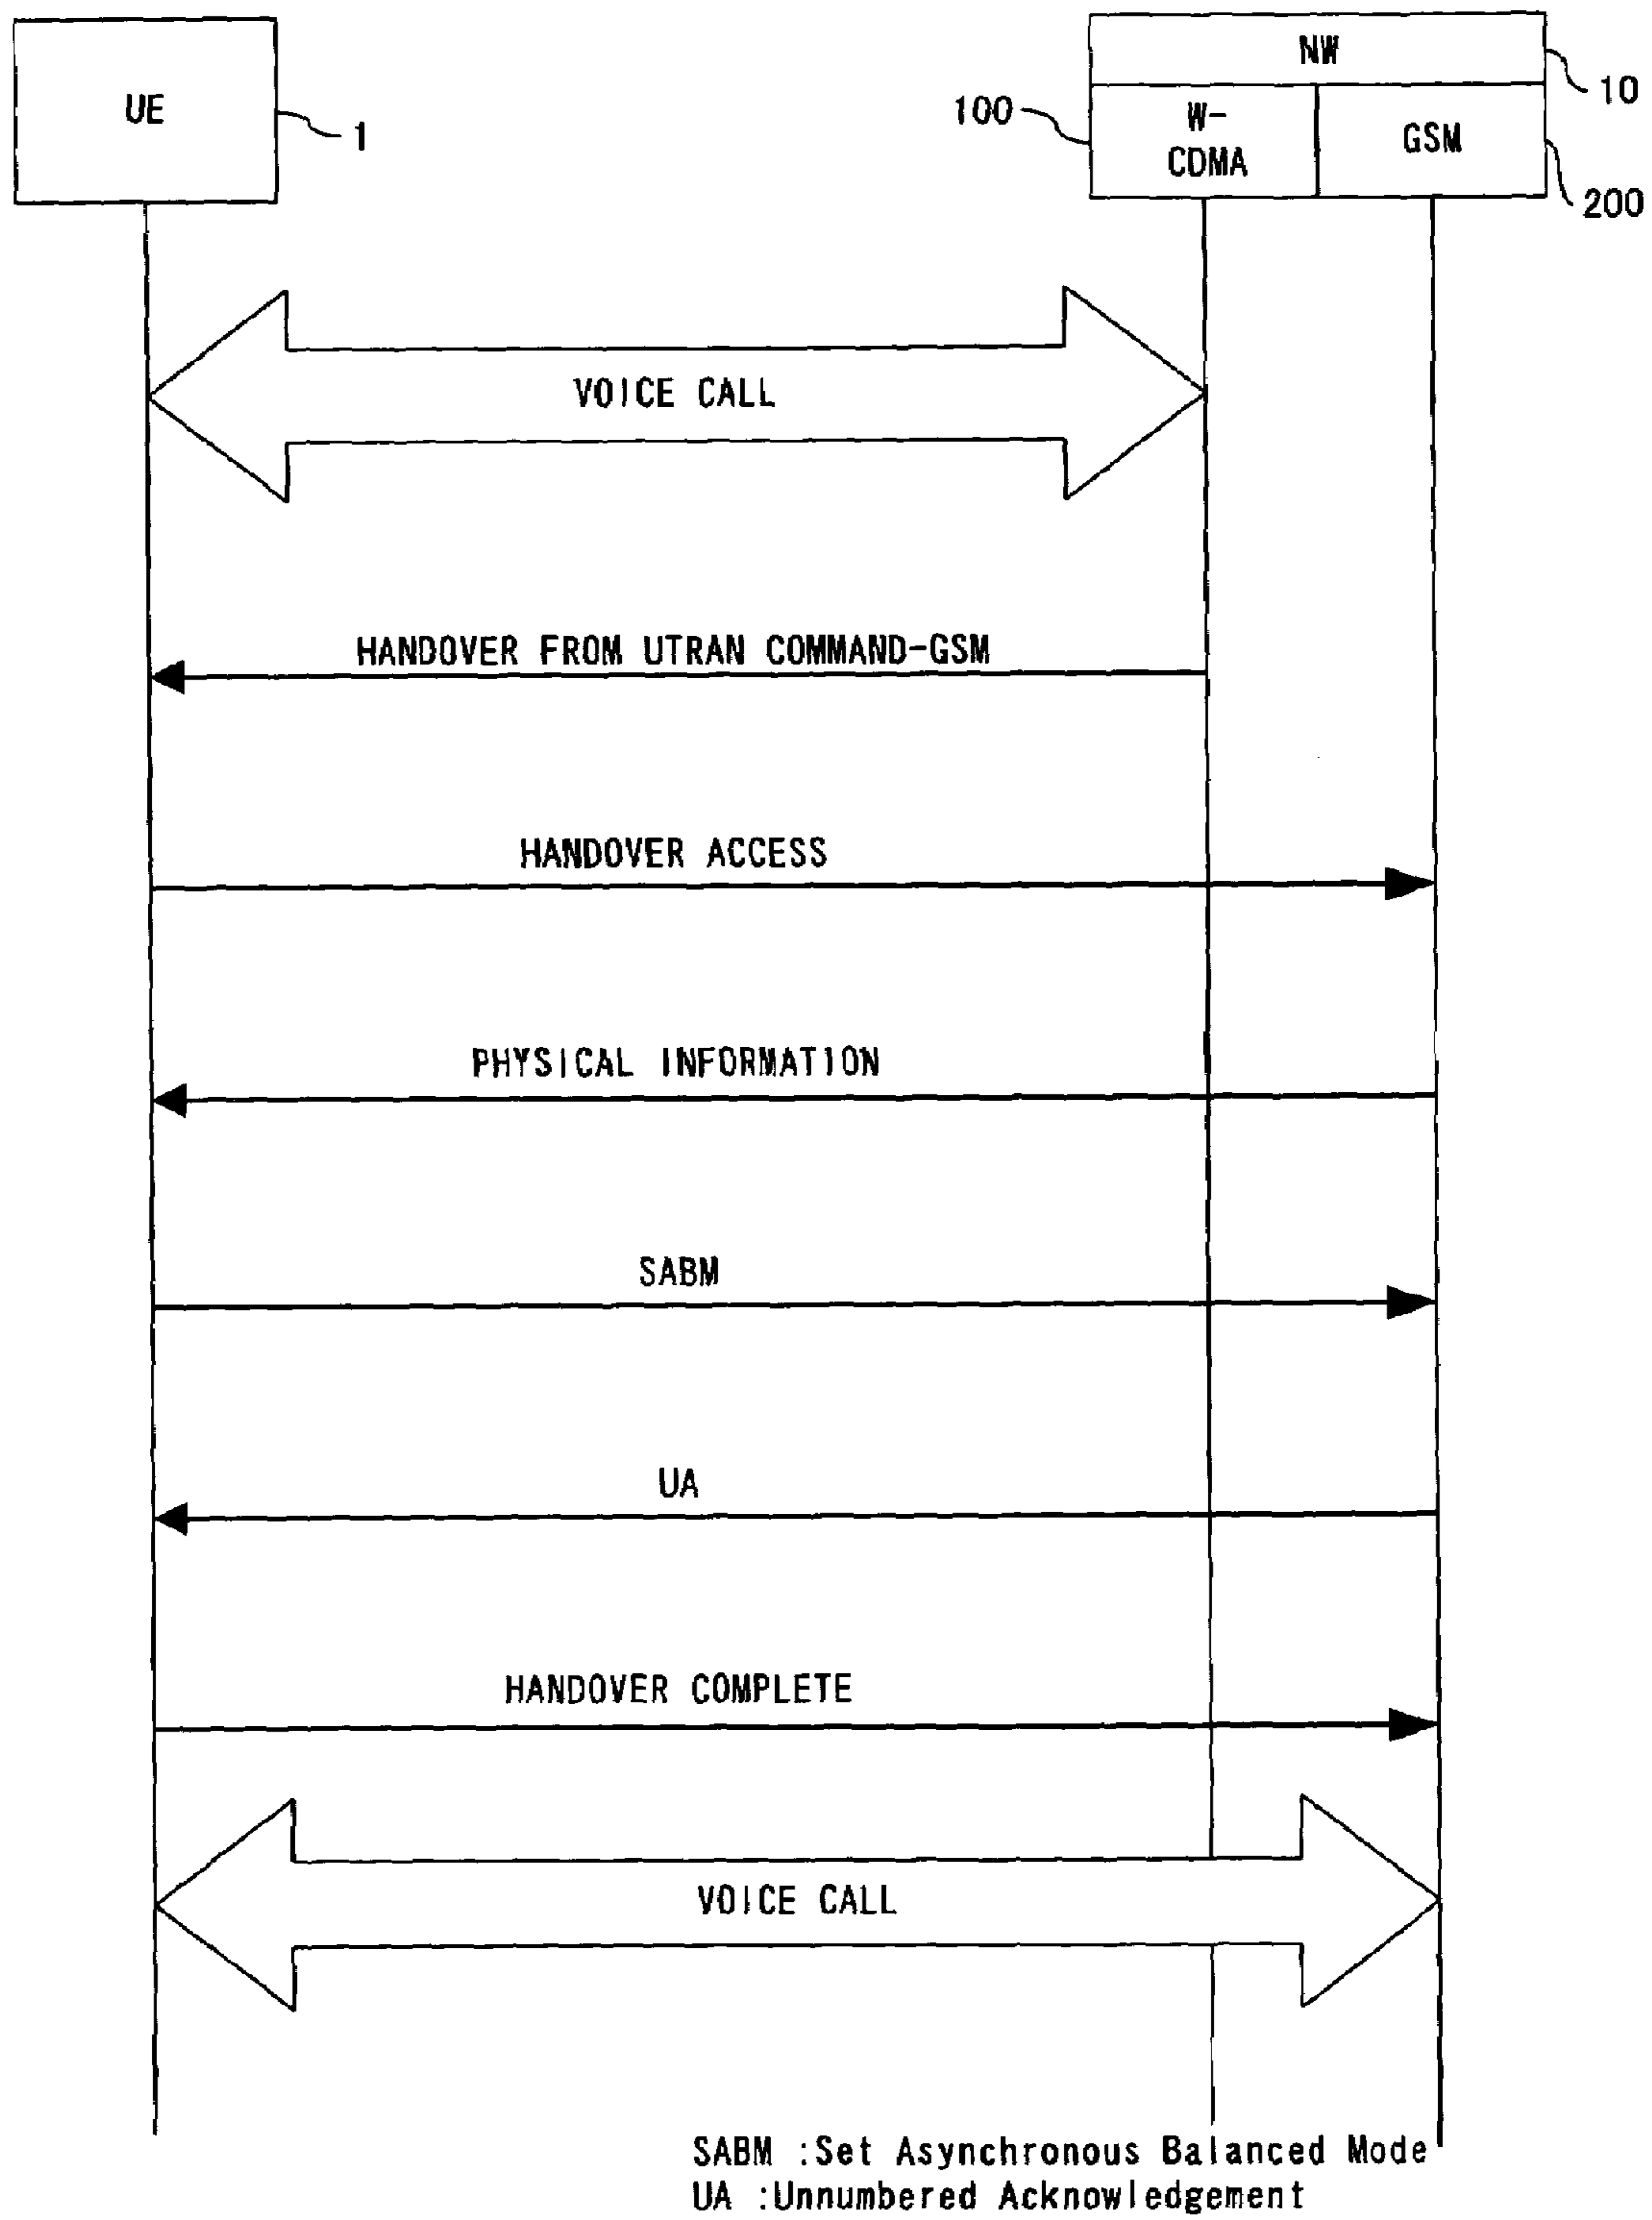 UE
1
NW
10
100
W-
CDMA
GSM
200
VOICE CALL
HANDOVER FROM UTRAN COMMAND-GSM
HANDOVER ACCESS
PHYSICAL INFORMATION
SABM
UA
HANDOVER COMPLETE
VOICE CALL
SABM :Set Asynchronous Balanced Mode
UA :Unnumbered Acknowledgement